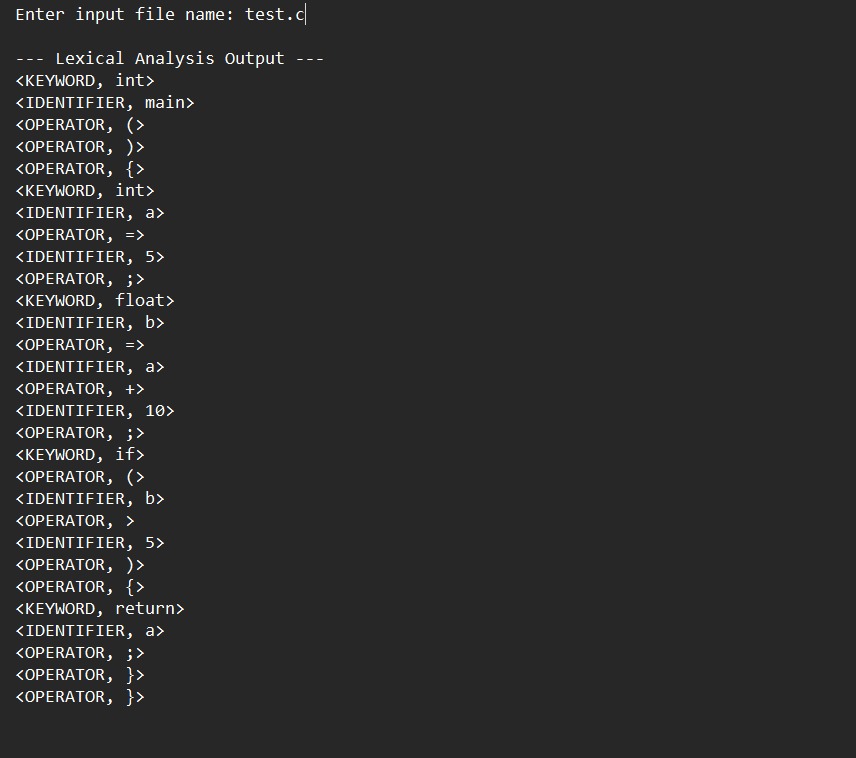 Enter input file name: test.c
--- Lexical Analysis Output ---
<KEYWORD, int>
<IDENTIFIER, main>
<OPERATOR, (>
<OPERATOR, )>
<OPERATOR, {>
<KEYWORD, int>
<IDENTIFIER, a>
<OPERATOR, =>
<IDENTIFIER, 5>
<OPERATOR, ;>
<KEYWORD, float>
<IDENTIFIER, b>
<OPERATOR, =>
<IDENTIFIER, a>
<OPERATOR, +>
<IDENTIFIER, 10>
<OPERATOR, ;>
<KEYWORD, if>
<OPERATOR, (>
<IDENTIFIER, b>
<OPERATOR, >
<IDENTIFIER, 5>
<OPERATOR, )>
<OPERATOR, {>
<KEYWORD, return>
<IDENTIFIER, a>
<OPERATOR, ;>
<OPERATOR, }>
<OPERATOR, }>